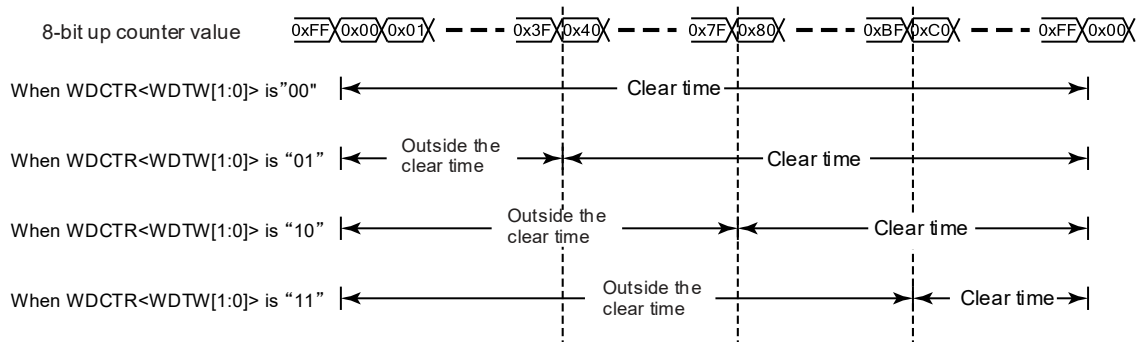 8-bit up counter value 0xFF 0x00 0x01 0x3F 0x40 0x7F 0x80 0xBF 0xC0 0xFF 0x00
When WDCTR<WDTW[1:0]> is”00" Clear time
When WDCTR<WDTW[1:0]> is “01” Outside the
clear time Clear time
When WDCTR<WDTW[1:0]> is “10” Outside the
clear time Clear time
When WDCTR<WDTW[1:0]> is “11” Outside the
clear time Clear time